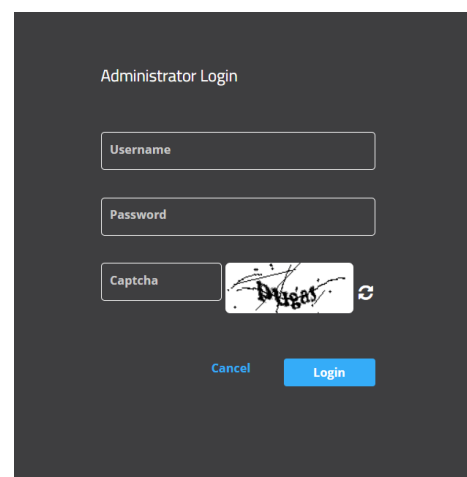 Administrator Login
Username
Password
Captcha
Cancel
Login